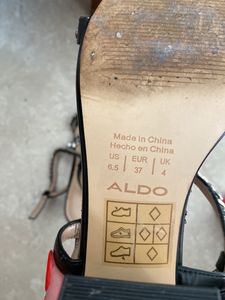 Made in China
Hecho en China
US | EUR | UK
6.5 | 37 | 4
ALDO